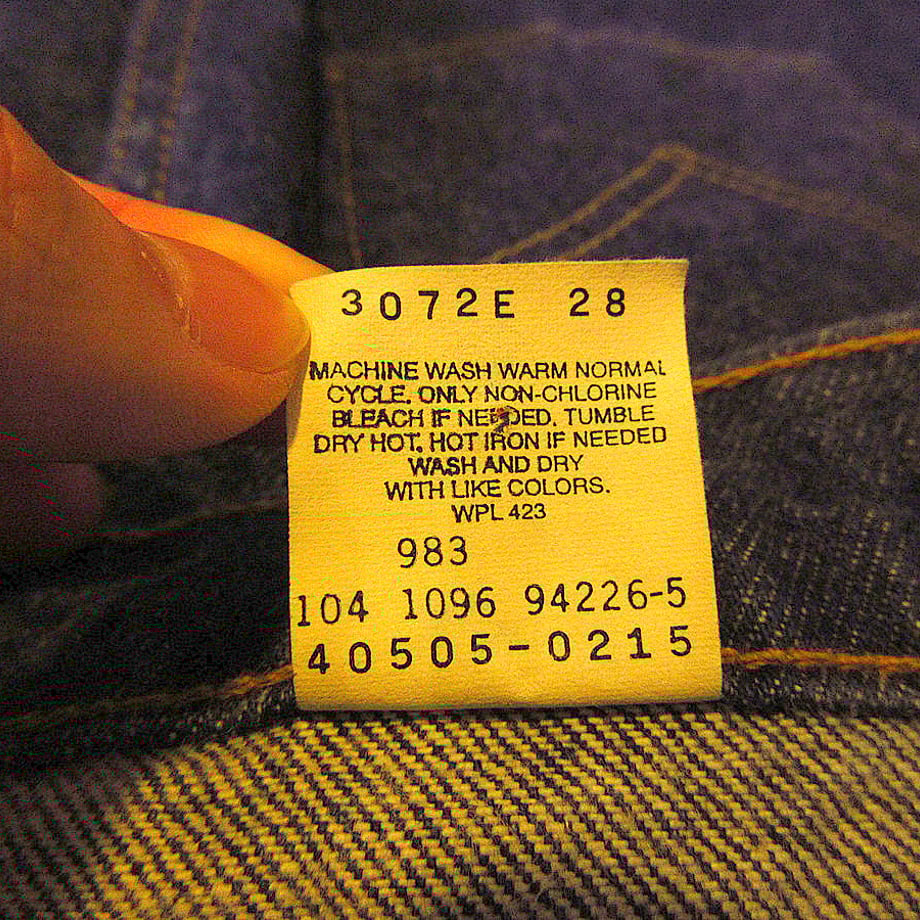 3072E 28
MACHINE WASH WARM NORMAL
CYCLE. ONLY NON-CHLORINE
BLEACH IF NEEDED. TUMBLE
DRY HOT. HOT IRON IF NEEDED
WASH AND DRY
WITH LIKE COLORS.
WPL 423
983
104 1096 94226-5
40505-0215